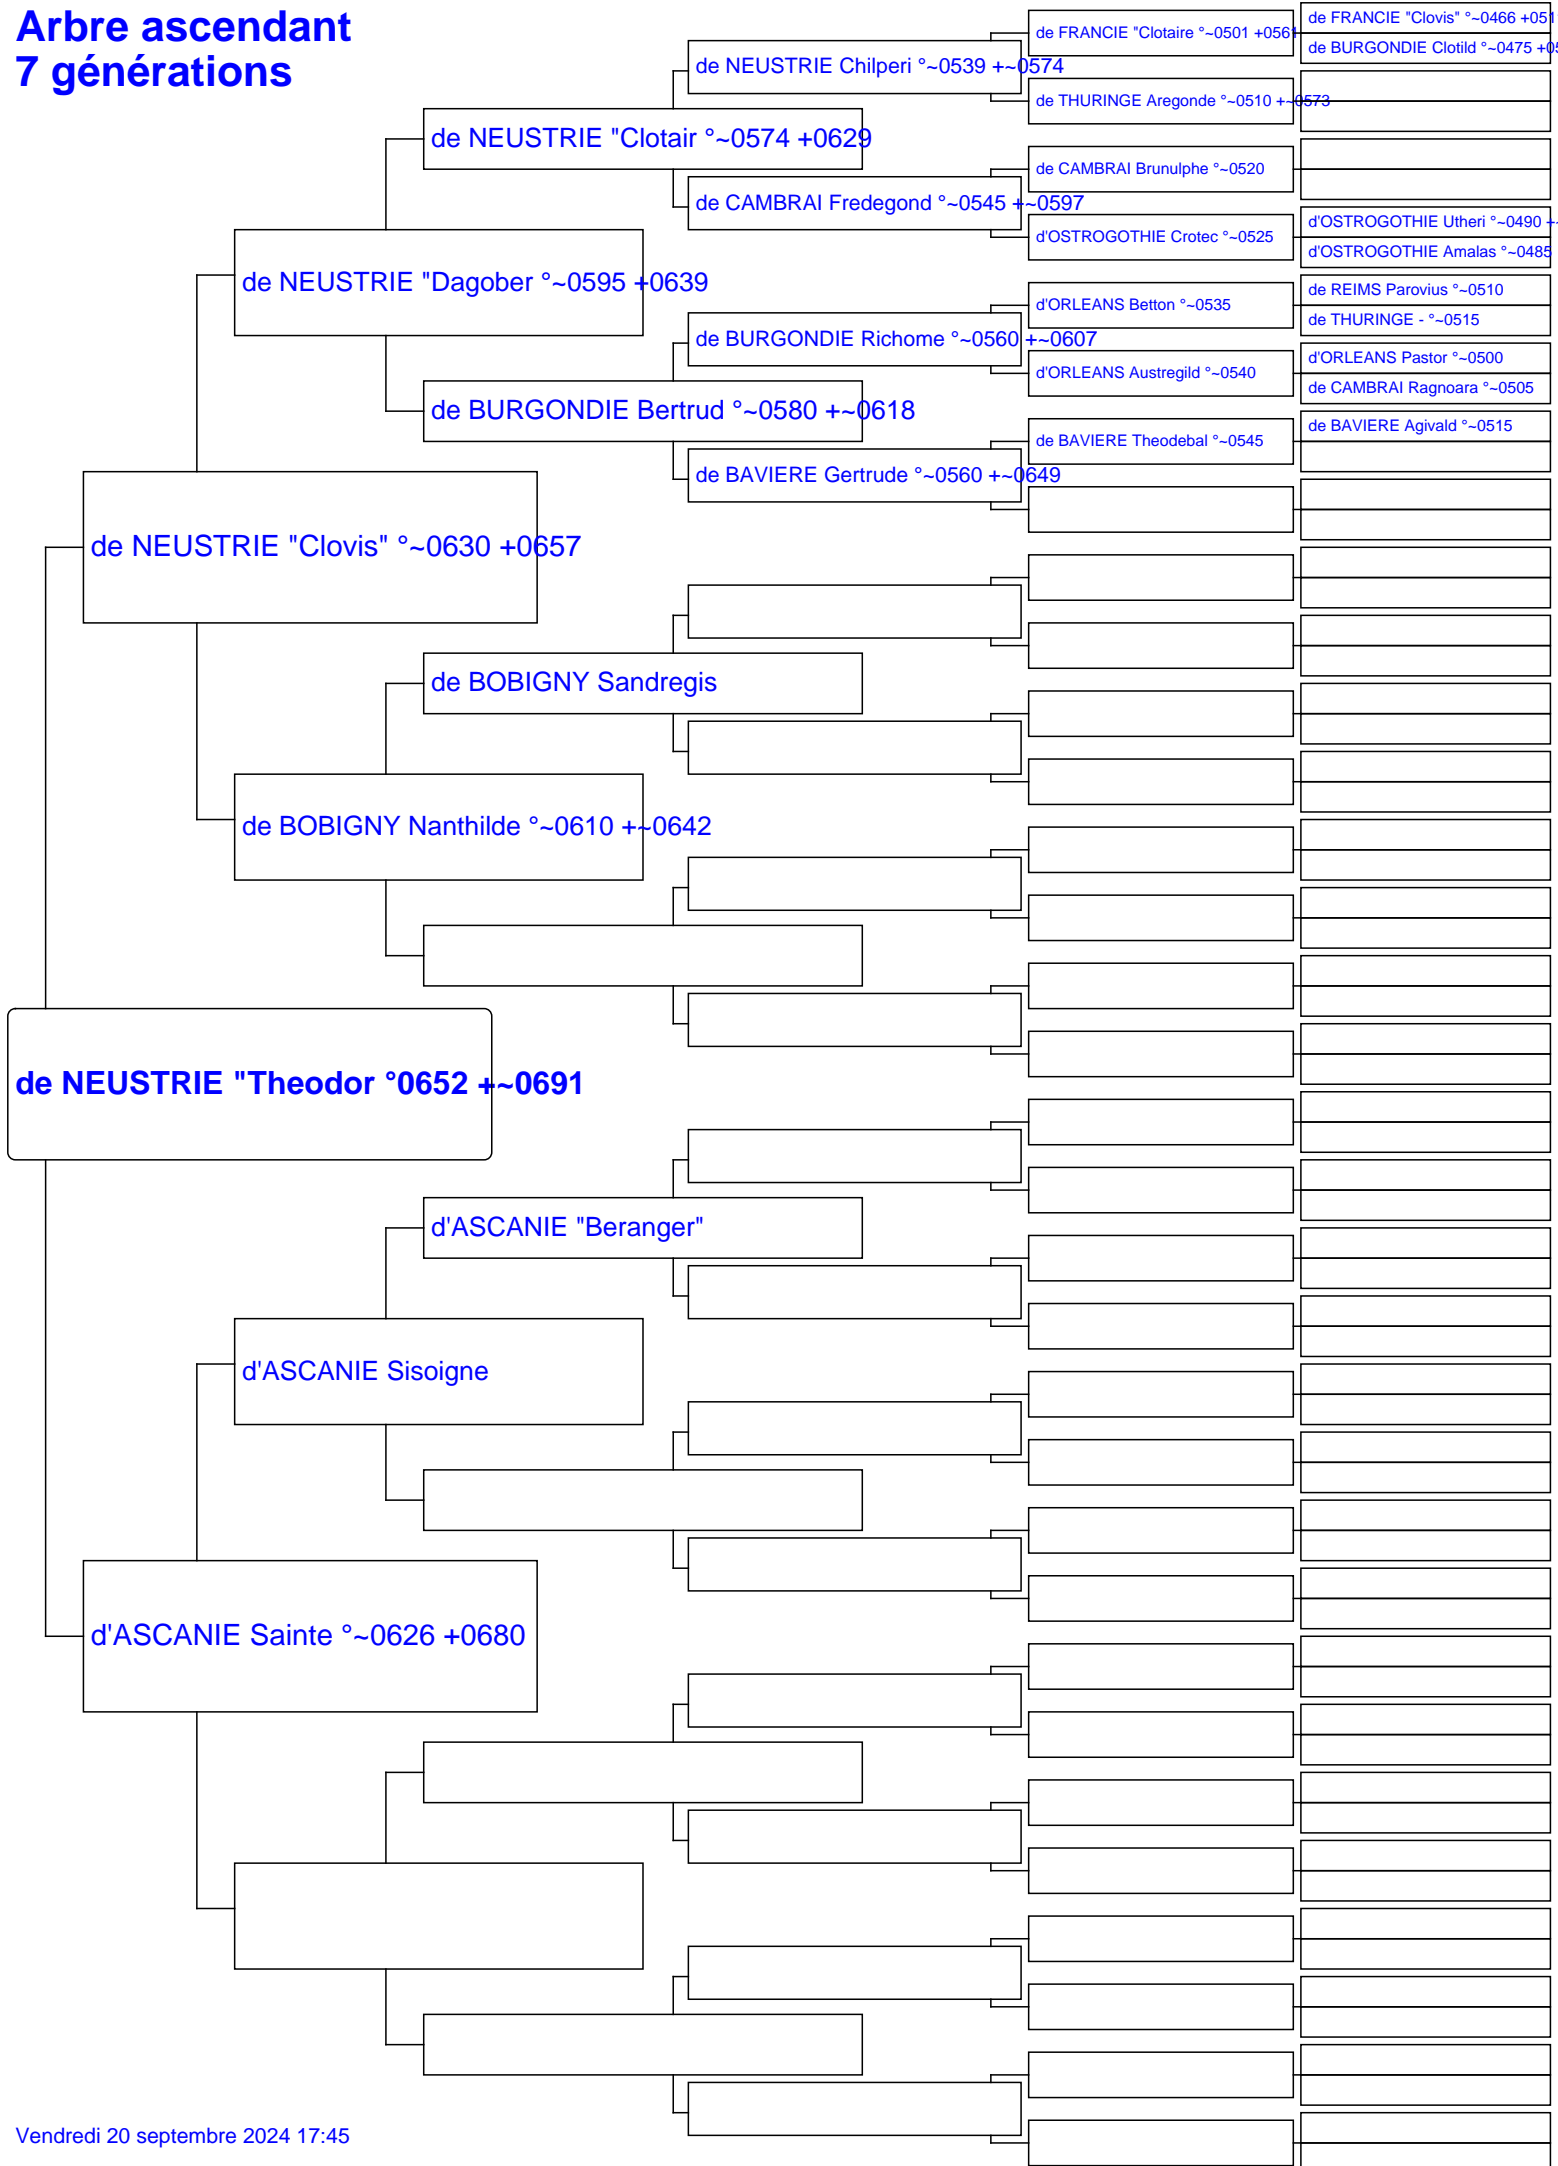 Arbre ascendant
7 générations
de FRANCIE "Clovis" °~0466 +051
de FRANCIE "Clotaire °~0501 +0561
de BURGONDIE Clotild °~0475 +05
de NEUSTRIE Chilperi °~0539 +~0574
de THURINGE Aregonde °~0510 +~0573
de NEUSTRIE "Clotair °~0574 +0629
de CAMBRAI Brunulphe °~0520
de CAMBRAI Fredegond °~0545 +~0597
d'OSTROGOTHIE Utheri °~0490 +~
d'OSTROGOTHIE Crotec °~0525
d'OSTROGOTHIE Amalas °~0485
de NEUSTRIE "Dagober °~0595 +0639
de REIMS Parovius °~0510
d'ORLEANS Betton °~0535
de THURINGE - °~0515
de BURGONDIE Richome °~0560 +~0607
d'ORLEANS Pastor °~0500
d'ORLEANS Austregild °~0540
de CAMBRAI Ragnoara °~0505
de BURGONDIE Bertrud °~0580 +~0618
de BAVIERE Agivald °~0515
de BAVIERE Theodebal °~0545
de BAVIERE Gertrude °~0560 +~0649
de NEUSTRIE "Clovis" °~0630 +0657
de BOBIGNY Sandregis
de BOBIGNY Nanthilde °~0610 +~0642
de NEUSTRIE "Theodor °0652 +~0691
d'ASCANIE "Beranger"
d'ASCANIE Sisoigne
d'ASCANIE Sainte °~0626 +0680
Vendredi 20 septembre 2024 17:45